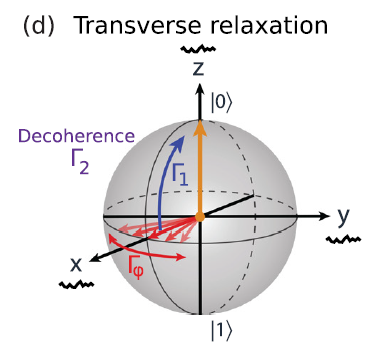 (d) Transverse relaxation
z
|0⟩
Decoherence
Γ₂
Γ₁
y
x
Γφ
|1⟩